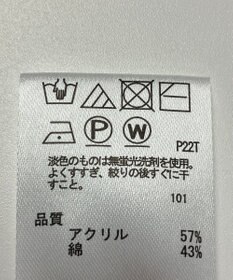 P W P22T
淡色のものは無蛍光洗剤を使用。
よくすすぎ、絞りの後すぐに干
すこと。
101
品質
アクリル 57%
綿 43%